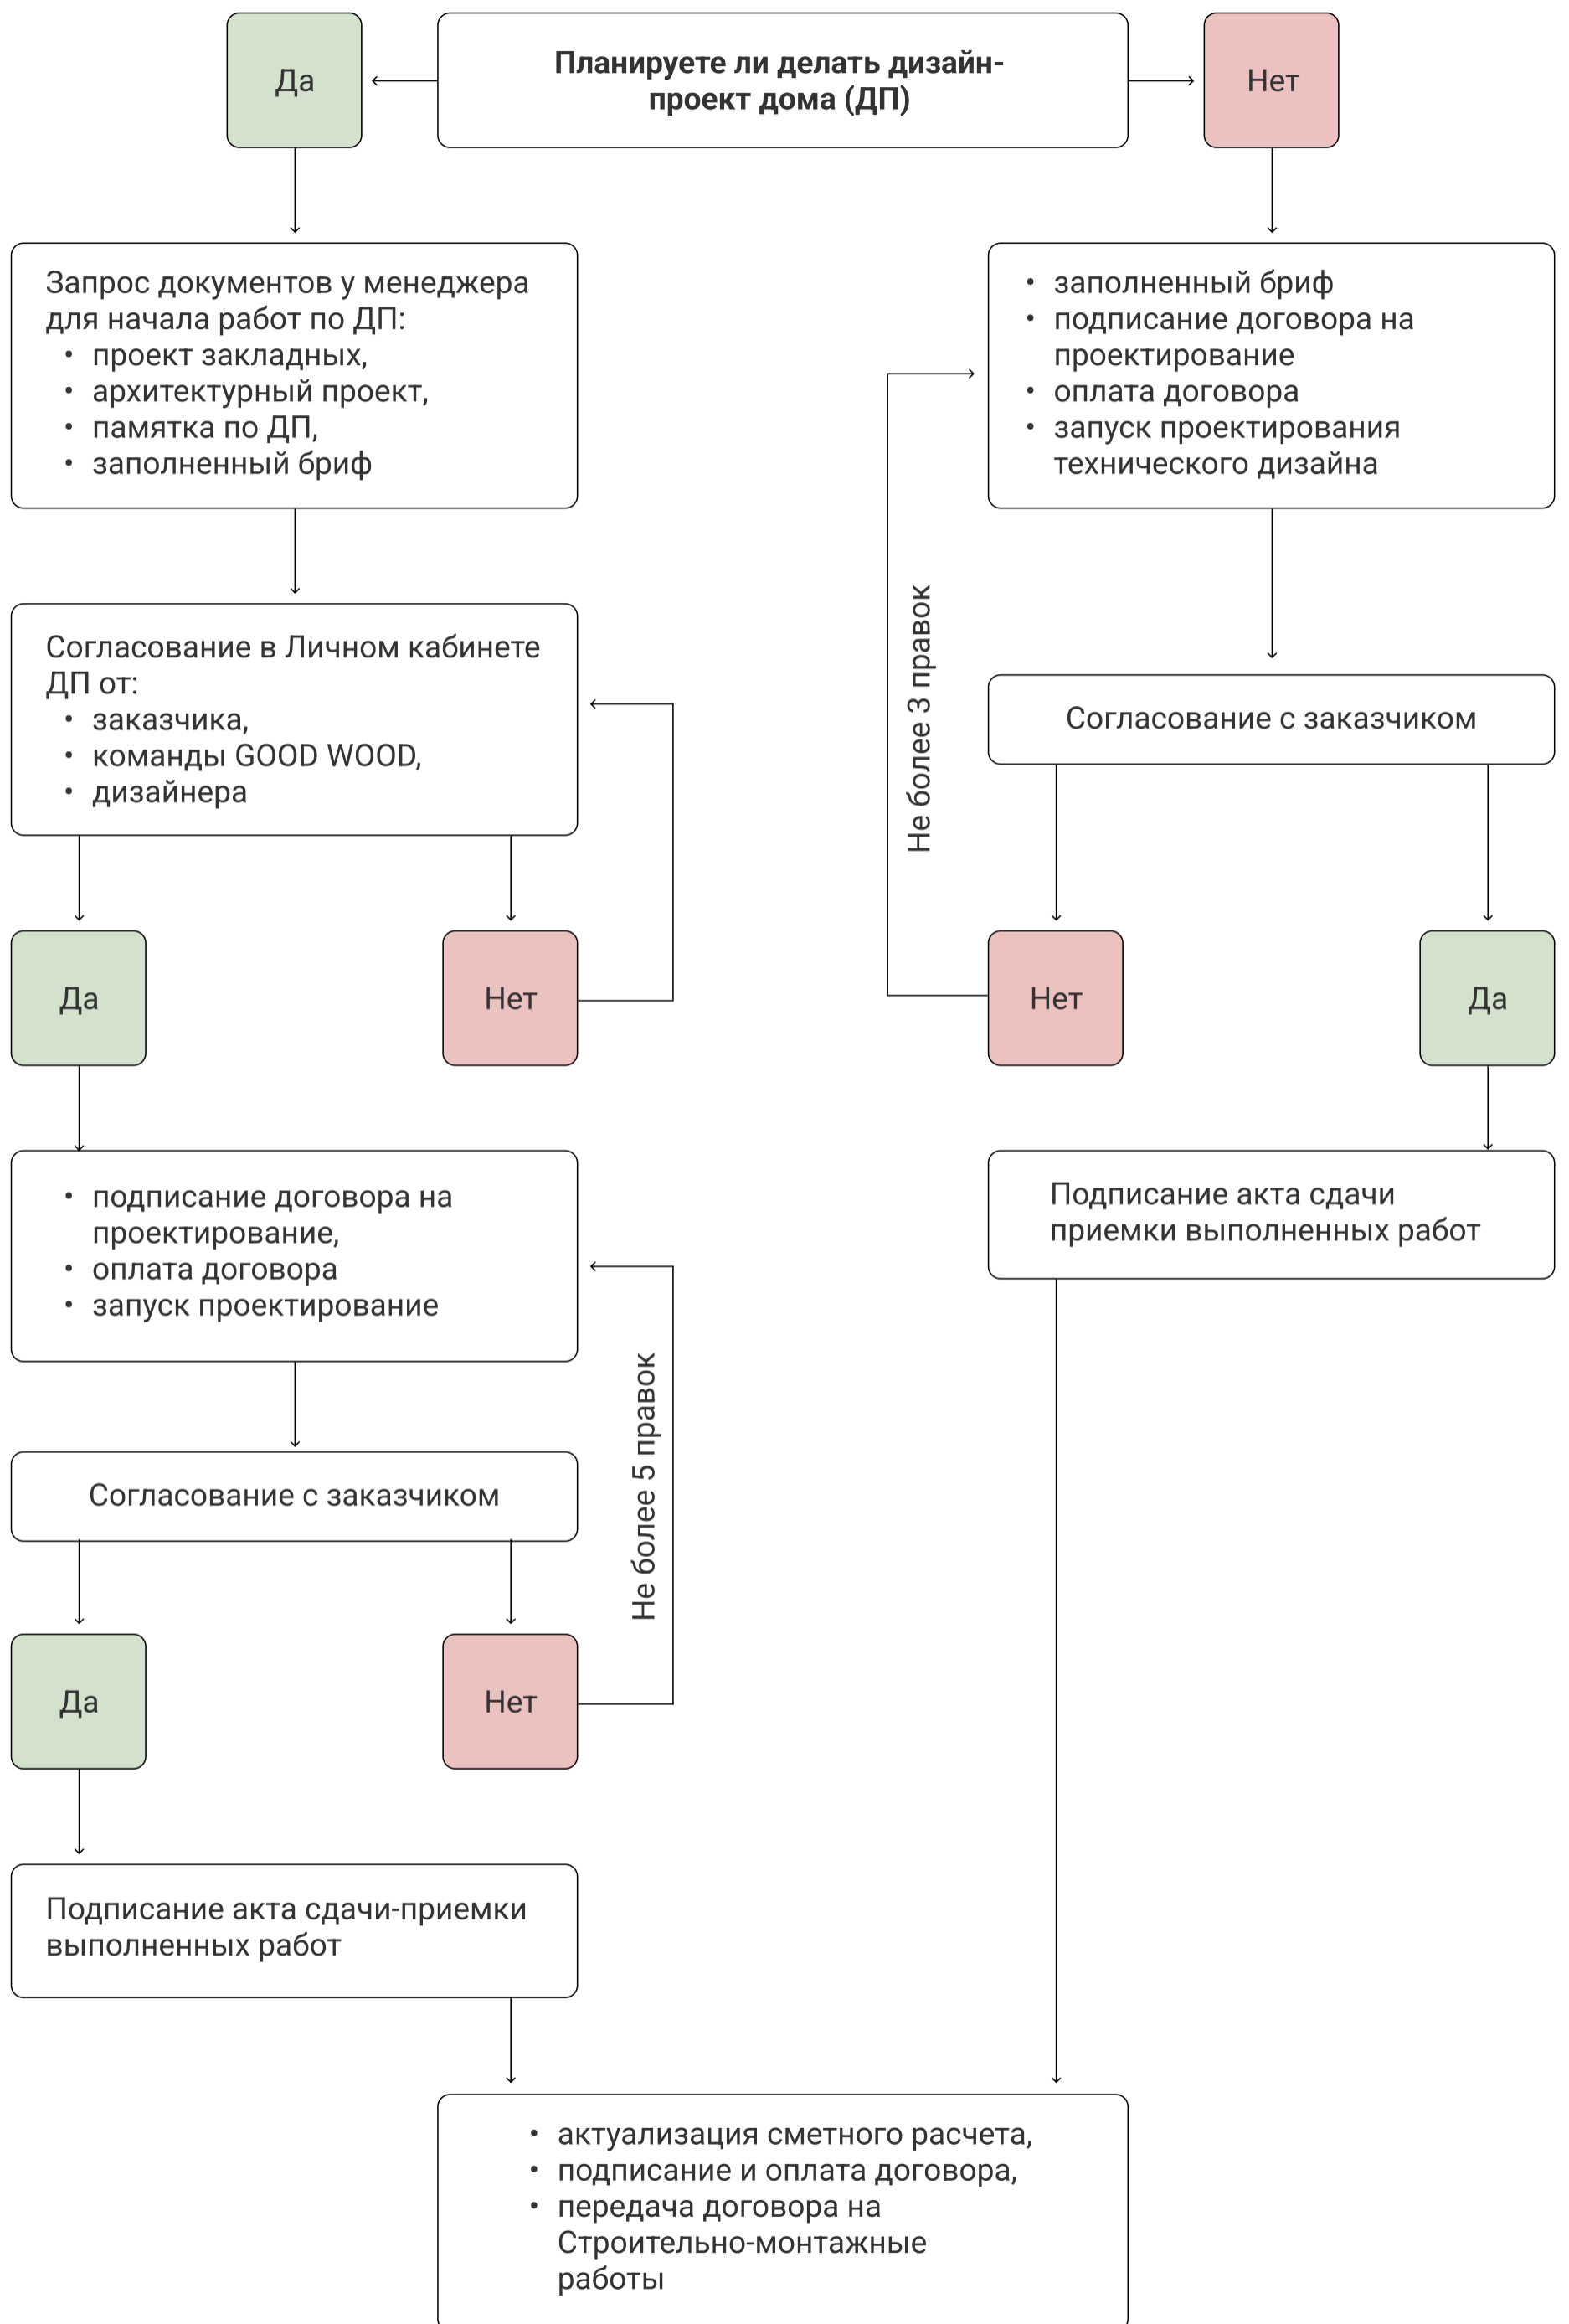 Да
Планируете ли делать дизайн-
проект дома (ДП)
Нет
Запрос документов у менеджера
для начала работ по ДП:
• проект закладных,
• архитектурный проект,
• памятка по ДП,
• заполненный бриф
• заполненный бриф
• подписание договора на
проектирование
• оплата договора
• запуск проектирования
технического дизайна
Согласование в Личном кабинете
ДП от:
• заказчика,
• команды GOOD WOOD,
• дизайнера
Не более 3 правок
Согласование с заказчиком
Да
Нет
Нет
Да
• подписание договора на
проектирование,
• оплата договора
• запуск проектирование
Подписание акта сдачи
приемки выполненных работ
Не более 5 правок
Согласование с заказчиком
Да
Нет
Подписание акта сдачи-приемки
выполненных работ
• актуализация сметного расчета,
• подписание и оплата договора,
• передача договора на
Строительно-монтажные
работы